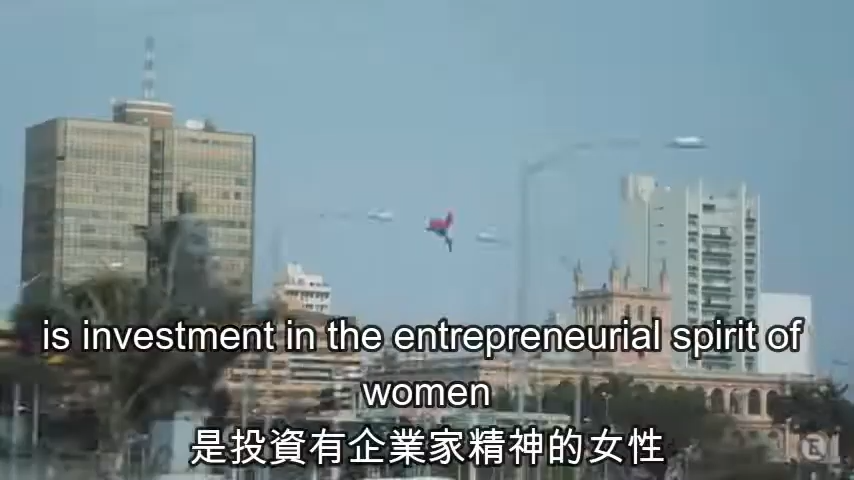 is investment in the entrepreneurial spirit of
women
是投資有企業家精神的女性
E